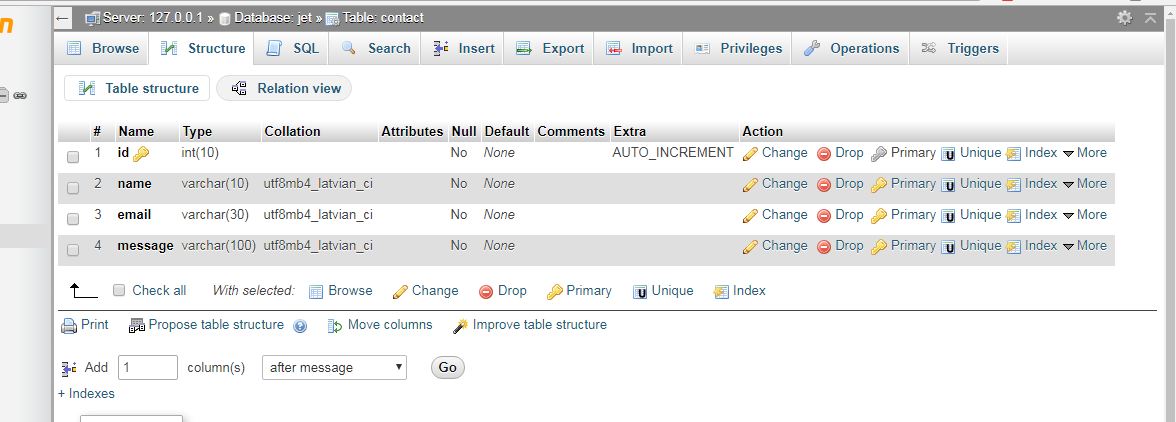 n
Server: 127.0.0.1 » Database: jet » Table: contact
Browse Structure SQL Search Insert Export Import Privileges Operations Triggers
Table structure Relation view
# Name Type Collation Attributes Null Default Comments Extra Action
1 id int(10) No None AUTO_INCREMENT Change Drop Primary Unique Index More
2 name varchar(10) utf8mb4_latvian_ci No None Change Drop Primary Unique Index More
3 email varchar(30) utf8mb4_latvian_ci No None Change Drop Primary Unique Index More
4 message varchar(100) utf8mb4_latvian_ci No None Change Drop Primary Unique Index More
Check all With selected: Browse Change Drop Primary Unique Index
Print Propose table structure Move columns Improve table structure
Add 1 column(s) after message Go
+ Indexes